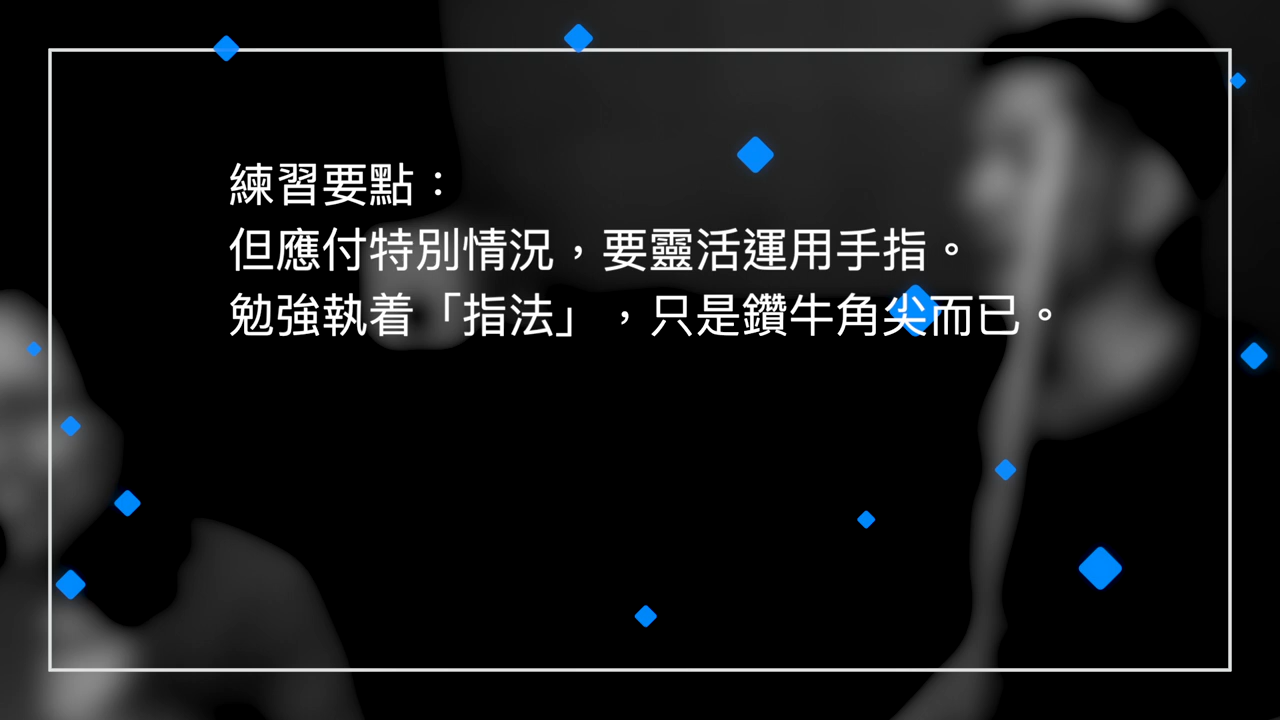 練習要點：
但應付特別情況，要靈活運用手指。
勉強執着「指法」，只是鑽牛角尖而已。